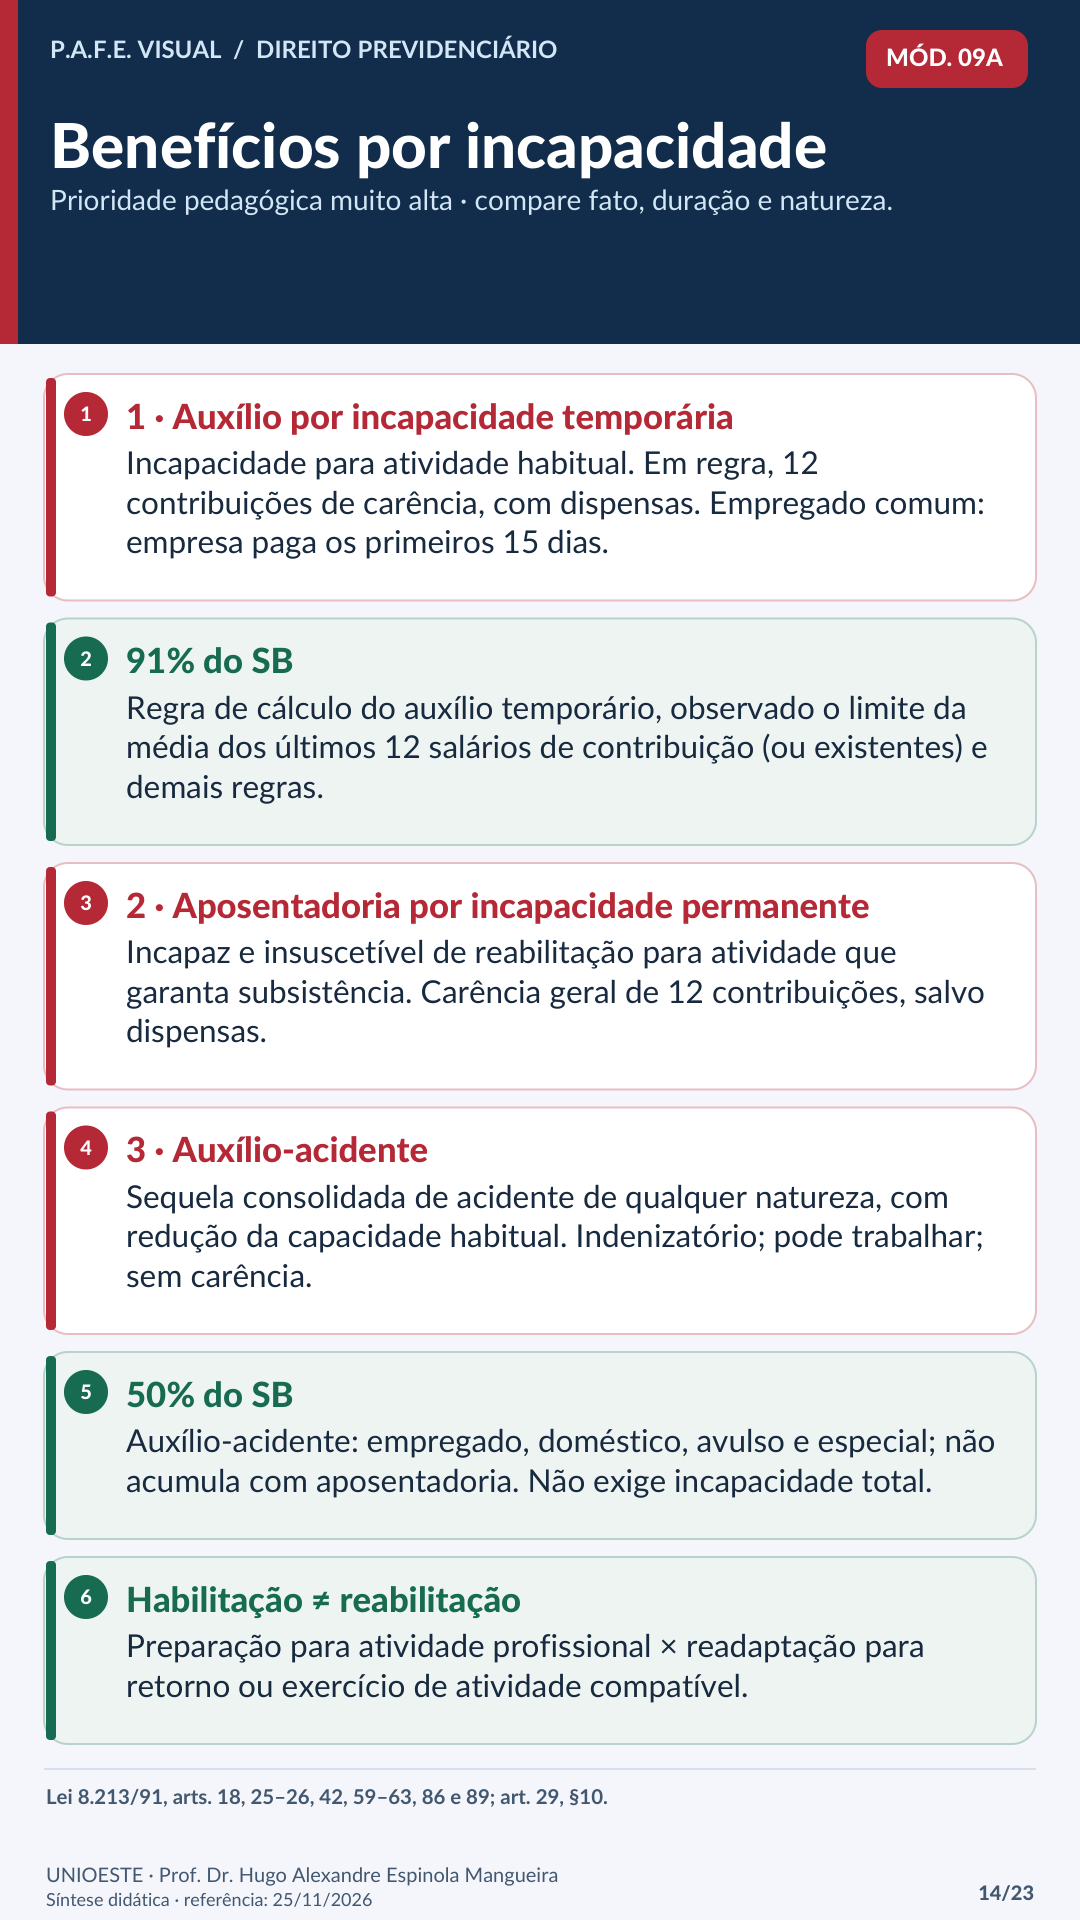 P.A.F.E. VISUAL / DIREITO PREVIDENCIÁRIO
MÓD. 09A
Benefícios por incapacidade
Prioridade pedagógica muito alta · compare fato, duração e natureza.
1
1 · Auxílio por incapacidade temporária
Incapacidade para atividade habitual. Em regra, 12
contribuições de carência, com dispensas. Empregado comum:
empresa paga os primeiros 15 dias.
2
91% do SB
Regra de cálculo do auxílio temporário, observado o limite da
média dos últimos 12 salários de contribuição (ou existentes) e
demais regras.
3
2 · Aposentadoria por incapacidade permanente
Incapaz e insuscetível de reabilitação para atividade que
garanta subsistência. Carência geral de 12 contribuições, salvo
dispensas.
4
3 · Auxílio-acidente
Sequela consolidada de acidente de qualquer natureza, com
redução da capacidade habitual. Indenizatório; pode trabalhar;
sem carência.
5
50% do SB
Auxílio-acidente: empregado, doméstico, avulso e especial; não
acumula com aposentadoria. Não exige incapacidade total.
6
Habilitação ≠ reabilitação
Preparação para atividade profissional × readaptação para
retorno ou exercício de atividade compatível.
Lei 8.213/91, arts. 18, 25–26, 42, 59–63, 86 e 89; art. 29, §10.
UNIOESTE · Prof. Dr. Hugo Alexandre Espinola Mangueira
Síntese didática · referência: 25/11/2026
14/23